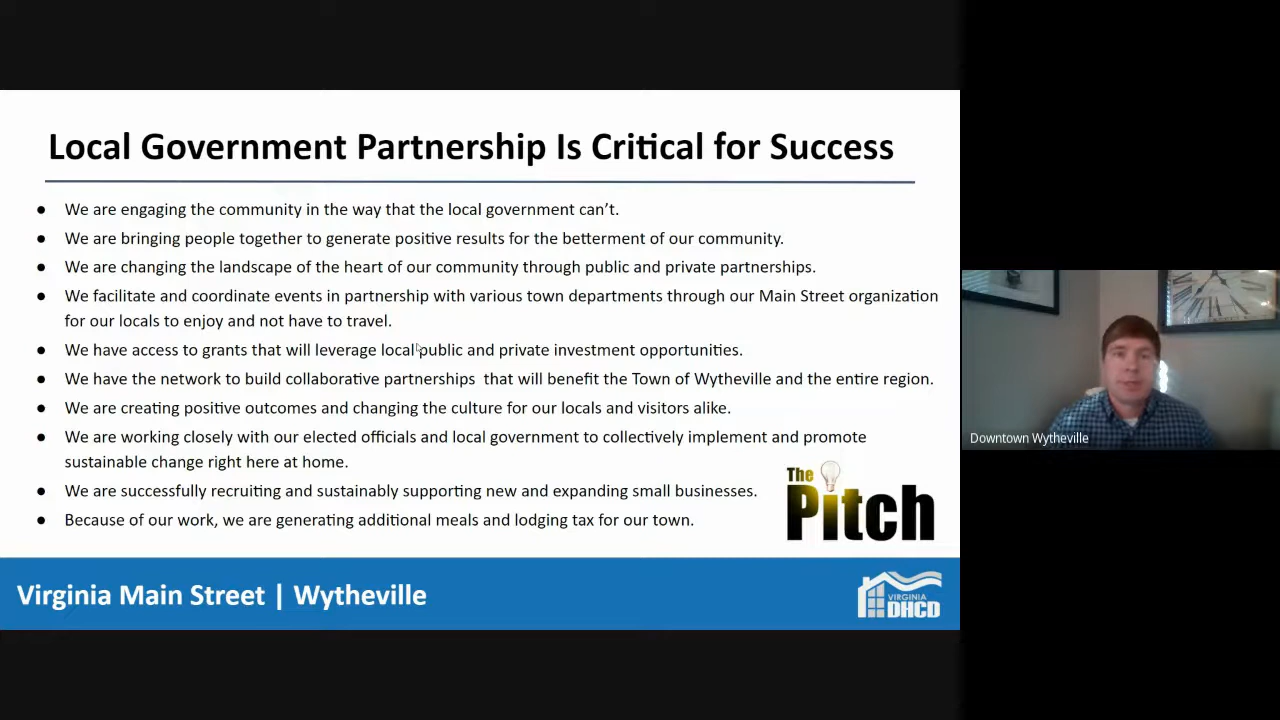 Local Government Partnership Is Critical for Success
● We are engaging the community in the way that the local government can't.
● We are bringing people together to generate positive results for the betterment of our community.
● We are changing the landscape of the heart of our community through public and private partnerships.
● We facilitate and coordinate events in partnership with various town departments through our Main Street organization
for our locals to enjoy and not have to travel.
● We have access to grants that will leverage local public and private investment opportunities.
● We have the network to build collaborative partnerships  that will benefit the Town of Wytheville and the entire region.
● We are creating positive outcomes and changing the culture for our locals and visitors alike.
● We are working closely with our elected officials and local government to collectively implement and promote
sustainable change right here at home.
● We are successfully recruiting and sustainably supporting new and expanding small businesses.
● Because of our work, we are generating additional meals and lodging tax for our town.
The
Pitch
Virginia Main Street | Wytheville
VIRGINIA
DHCD
Downtown Wytheville